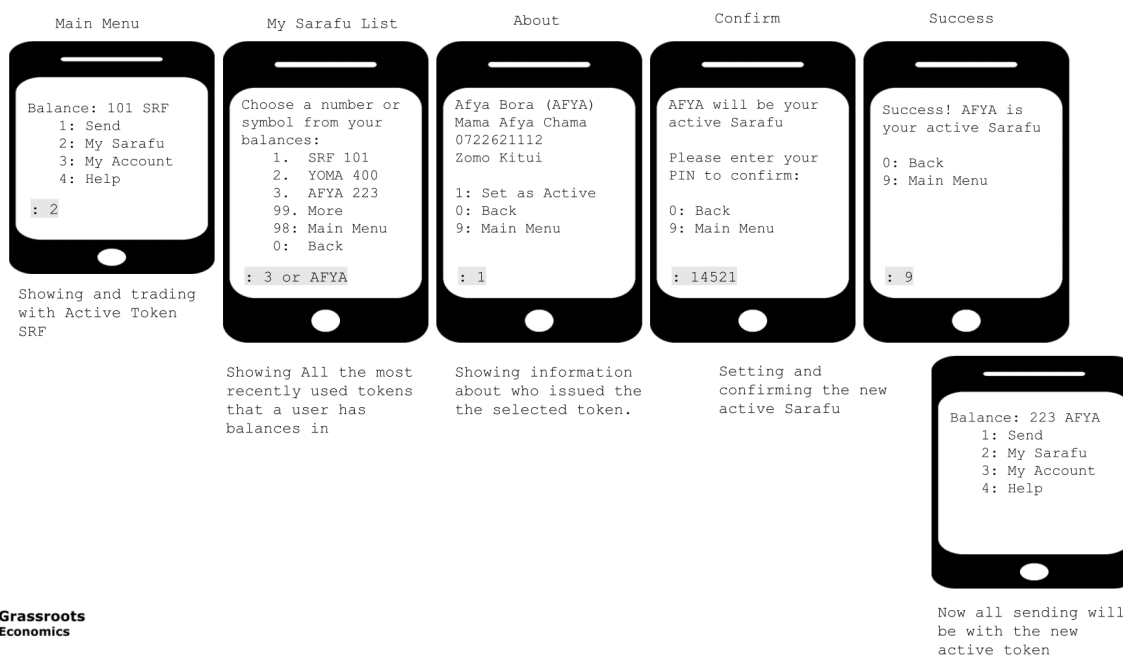 Main Menu
Balance: 101 SRF
1: Send
2: My Sarafu
3: My Account
4: Help
: 2
Showing and trading
with Active Token
SRF
My Sarafu List
Choose a number or
symbol from your
balances:
1. SRF 101
2. YOMA 400
3. AFYA 223
99. More
98: Main Menu
0: Back
: 3 or AFYA
Showing All the most
recently used tokens
that a user has
balances in
About
Afya Bora (AFYA)
Mama Afya Chama
0722621112
Zomo Kitui
1: Set as Active
0: Back
9: Main Menu
: 1
Showing information
about who issued the
the selected token.
Confirm
AFYA will be your
active Sarafu
Please enter your
PIN to confirm:
0: Back
9: Main Menu
: 14521
Setting and
confirming the new
active Sarafu
Success
Success! AFYA is
your active Sarafu
0: Back
9: Main Menu
: 9
Balance: 223 AFYA
1: Send
2: My Sarafu
3: My Account
4: Help
Now all sending will
be with the new
active token
Grassroots
Economics